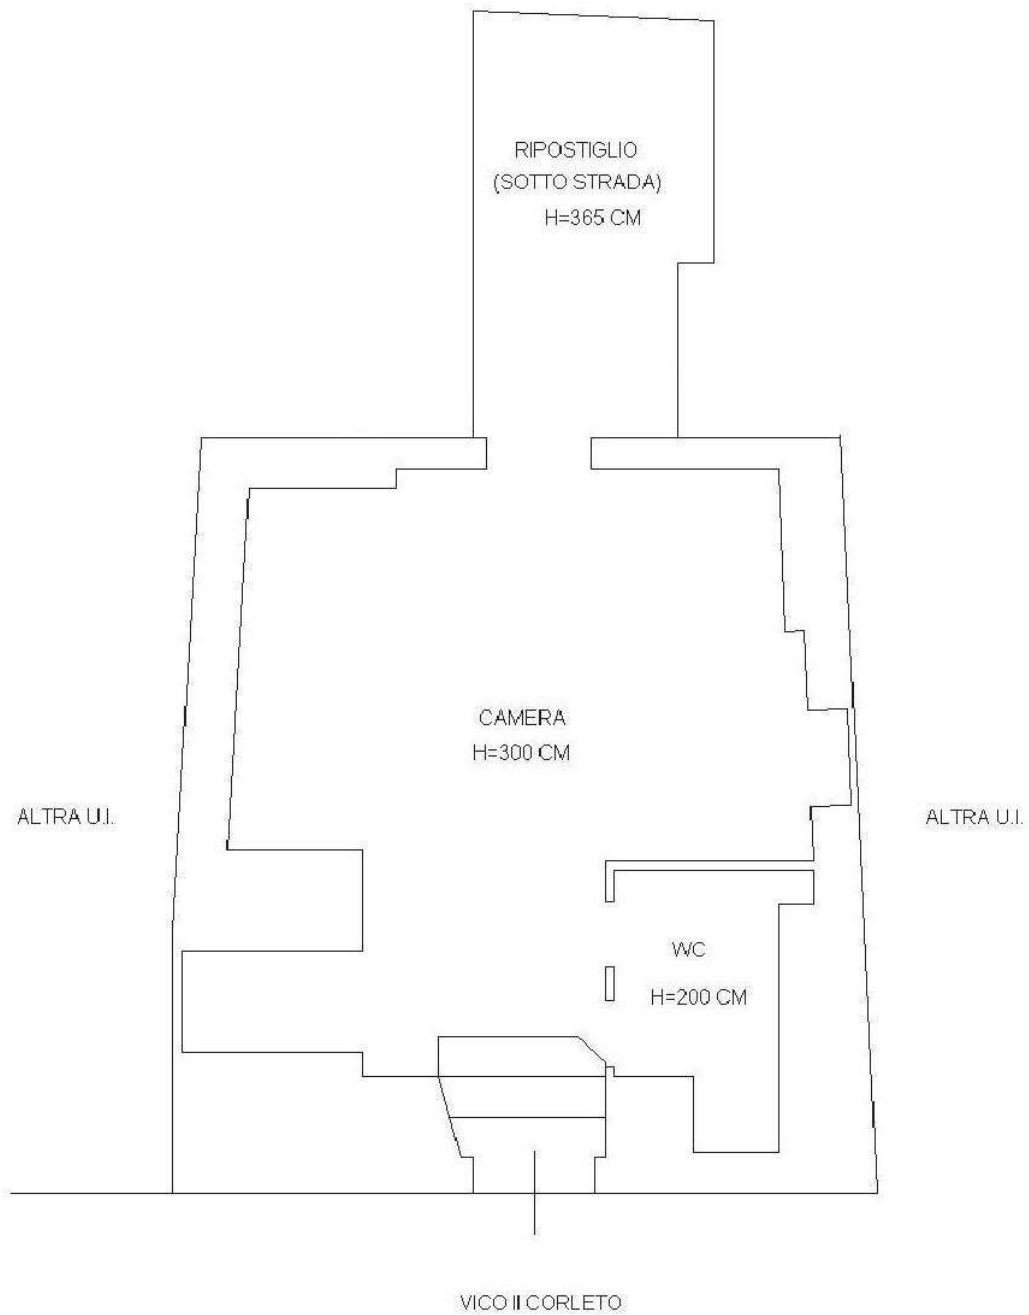 RIPOSTIGLIO
(SOTTO STRADA)
H=365 CM
CAMERA
H=300 CM
ALTRA U.I.
ALTRA U.I.
WC
H=200 CM
VICO II CORLETO